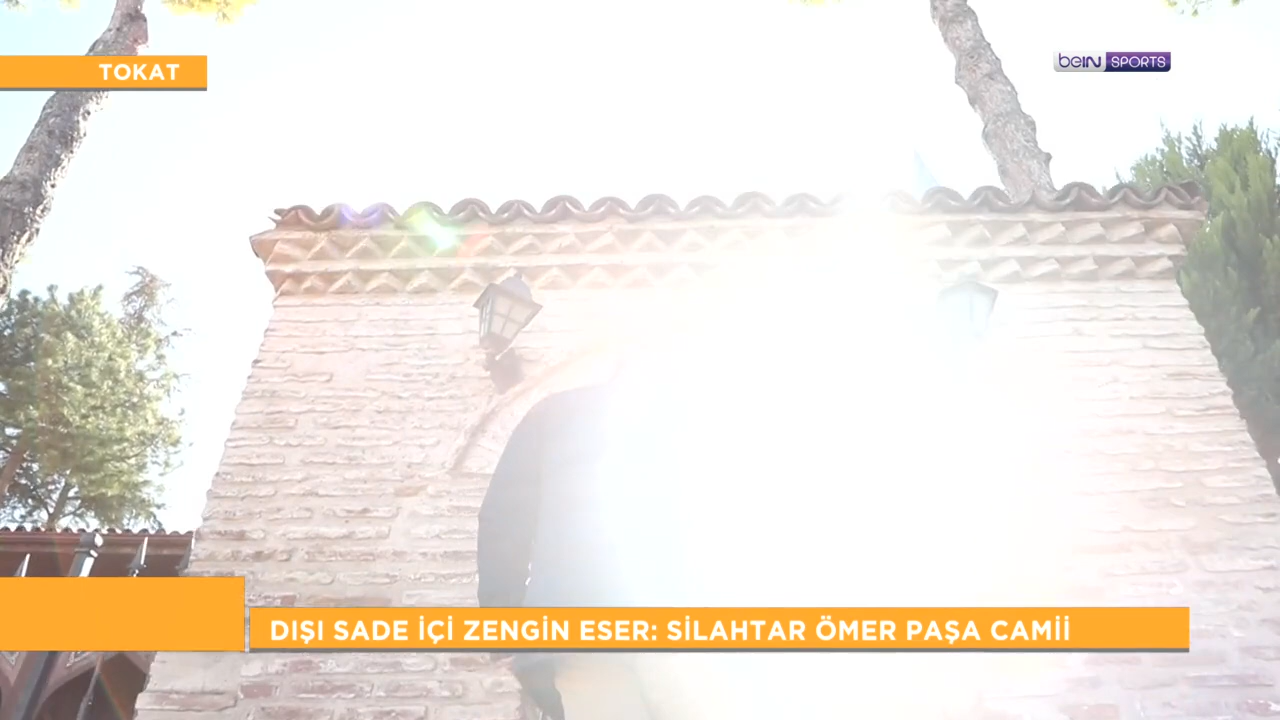 TOKAT
beIN SPORTS
DIŞI SADE İÇİ ZENGİN ESER: SİLAHTAR ÖMER PAŞA CAMİİ